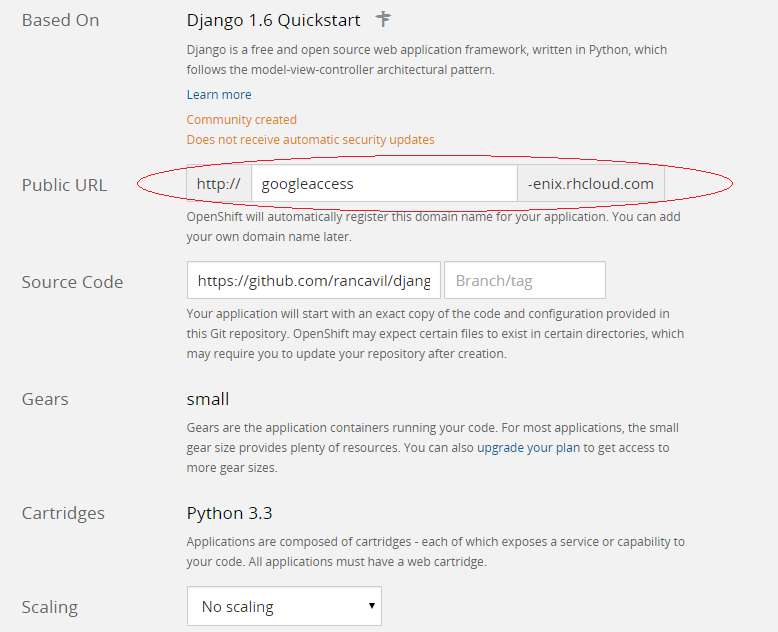 Based On
Django 1.6 Quickstart
Django is a free and open source web application framework, written in Python, which
follows the model-view-controller architectural pattern.
Learn more
Community created
Does not receive automatic security updates
Public URL
http:// googleaccess -enix.rhcloud.com
OpenShift will automatically register this domain name for your application. You can add
your own domain name later.
Source Code
https://github.com/rancavil/djang Branch/tag
Your application will start with an exact copy of the code and configuration provided in
this Git repository. OpenShift may expect certain files to exist in certain directories, which
may require you to update your repository after creation.
Gears
small
Gears are the application containers running your code. For most applications, the small
gear size provides plenty of resources. You can also upgrade your plan to get access to
more gear sizes.
Cartridges
Python 3.3
Applications are composed of cartridges - each of which exposes a service or capability to
your code. All applications must have a web cartridge.
Scaling
No scaling